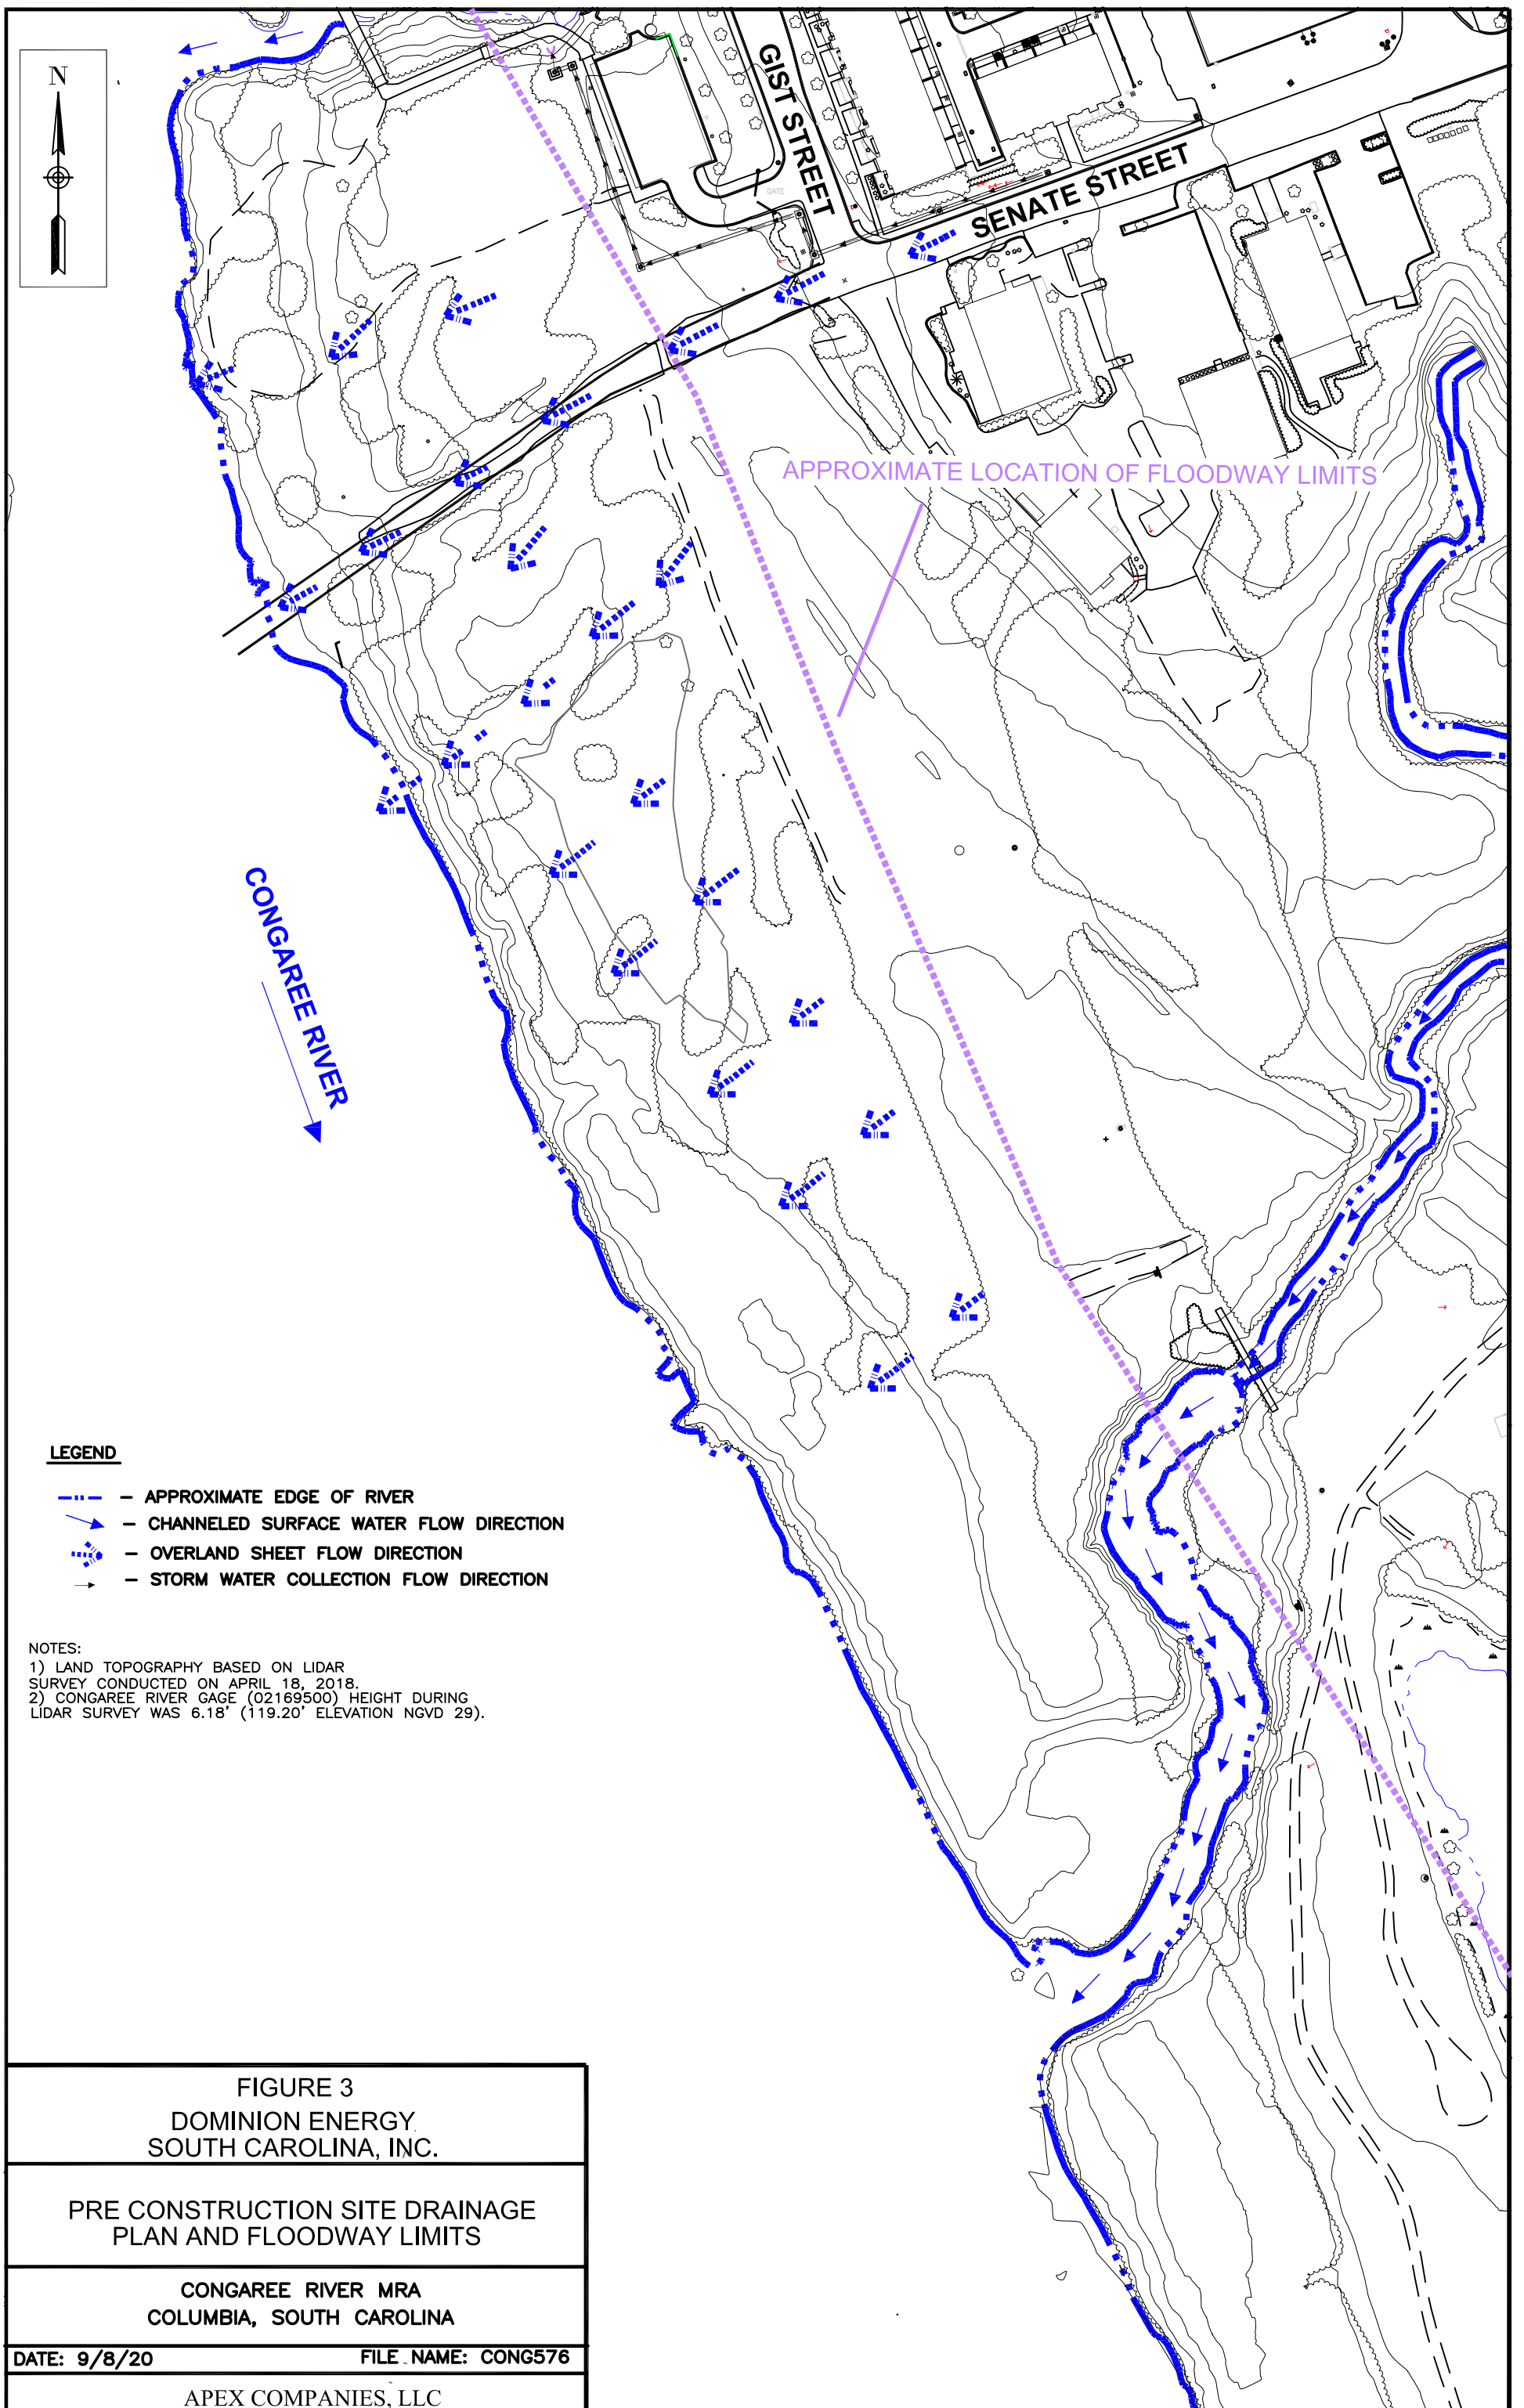 N
GIST STREET
SENATE STREET
GATE
APPROXIMATE LOCATION OF FLOODWAY LIMITS
CONGAREE RIVER
LEGEND
– APPROXIMATE EDGE OF RIVER
– CHANNELED SURFACE WATER FLOW DIRECTION
– OVERLAND SHEET FLOW DIRECTION
– STORM WATER COLLECTION FLOW DIRECTION
NOTES:
1) LAND TOPOGRAPHY BASED ON LIDAR
SURVEY CONDUCTED ON APRIL 18, 2018.
2) CONGAREE RIVER GAGE (02169500) HEIGHT DURING
LIDAR SURVEY WAS 6.18' (119.20' ELEVATION NGVD 29).
FIGURE 3
DOMINION ENERGY
SOUTH CAROLINA, INC.
PRE CONSTRUCTION SITE DRAINAGE
PLAN AND FLOODWAY LIMITS
CONGAREE RIVER MRA
COLUMBIA, SOUTH CAROLINA
DATE: 9/8/20 FILE NAME: CONG576
APEX COMPANIES, LLC